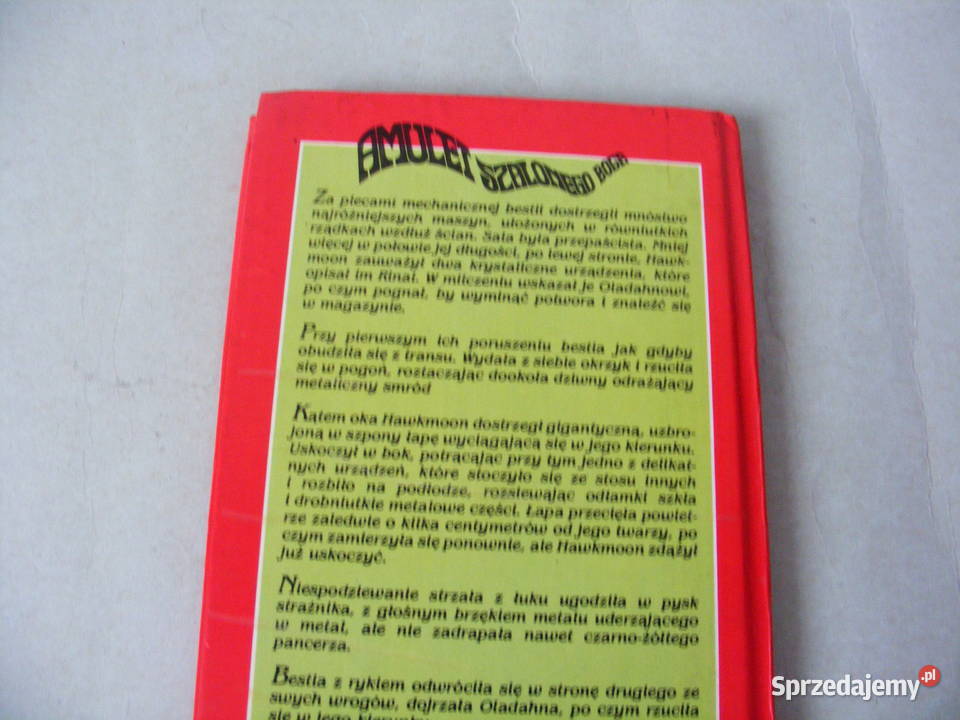 AMULET SZALONEGO BOGA
Za plecami mechanicznej bestii dostrzegli mnóstwo
najróżniejszych maszyn, ułożonych w równiutkich
rządkach wzdłuż ścian. Sala była przepaścista. Mniej
więcej w połowie jej długości, po lewej stronie, Hawk-
moon zauważył dwa krystaliczne urządzenia, które
opisał im Rinal. W milczeniu wskazał je Oladahnowi,
po czym pognał, by wyminąć potwora i znaleźć się
w magazynie.
Przy pierwszym ich poruszeniu bestia jak gdyby
obudziła się z transu. Wydała z siebie okrzyk i rzuciła
się w pogoń, roztaczając dookoła dziwny odrażający
metaliczny smród
Kątem oka Hawkmoon dostrzegł gigantyczną, uzbro-
joną w szpony łapę wyciągającą się w jego kierunku.
Uskoczył w bok, potrącając przy tym jedno z delikat-
nych urządzeń, które stoczyło się ze stosu innych
i rozbiło na podłodze, rozsiewając odłamki szkła
i drobniutkie metalowe części. Łapa przecięła powiet-
rze zaledwie o kilka centymetrów od jego twarzy, po
czym zamierzyła się ponownie, ale Hawkmoon zdążył
już uskoczyć.
Niespodziewanie strzała z łuku ugodziła w pysk
strażnika, z głośnym brzękiem metalu uderzającego
w metal, ale nie zadrapała nawet czarno-żółtego
pancerza.
Bestia z rykiem odwróciła się w stronę drugiego ze
swych wrogów, dojrzała Oladahna, po czym rzuciła
się w jego kierunku
Sprzedajemy.pl